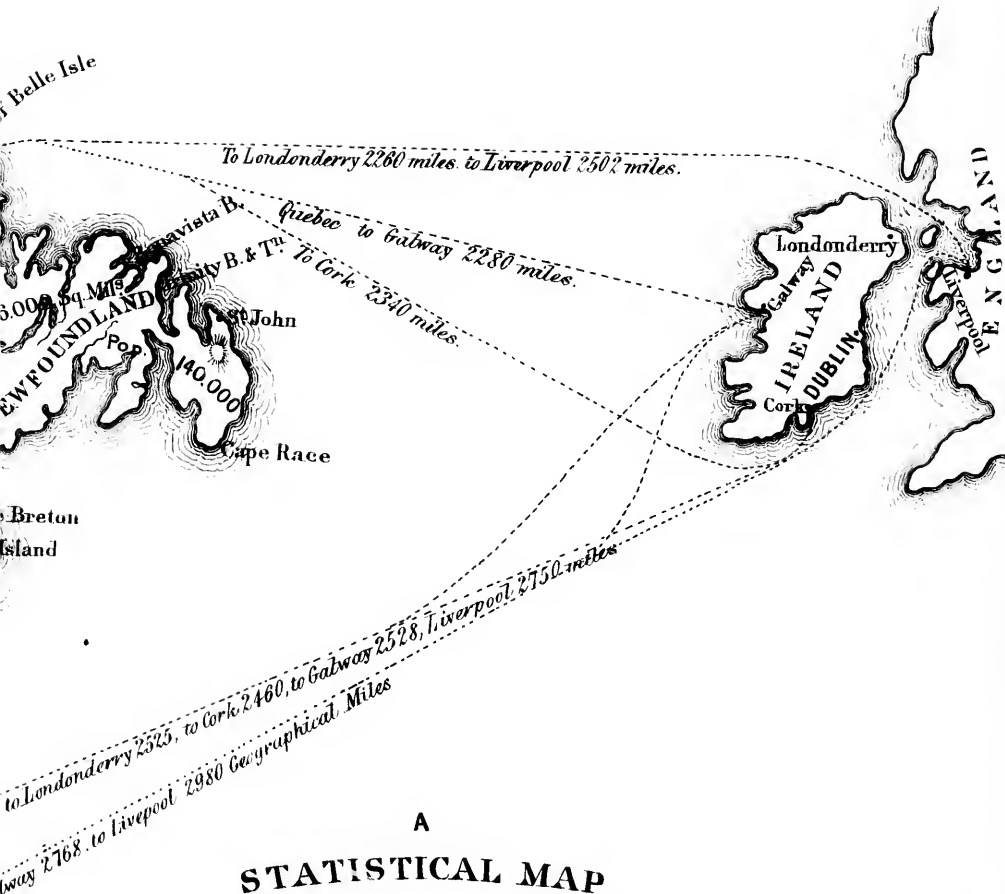 Belle Isle
To Londonderry 2260 miles. to Liverpool 2502 miles.
Quebec to Galway 2280 miles.
To Cork 2340 miles
B.
B. & Tn
Sq. Mls
NEWFOUNDLAND
Pop.
140.000
St John
Cape Race
Breton
Island
Londonderry
Galway
IRELAND
DUBLIN.
Cork
Liverpool
ENGLAND
to Londonderry 2525, to Cork 2460, to Galway 2528, Liverpool 2750 miles
2768. to Livepool 2980 Geographical Miles
A
STATISTICAL MAP